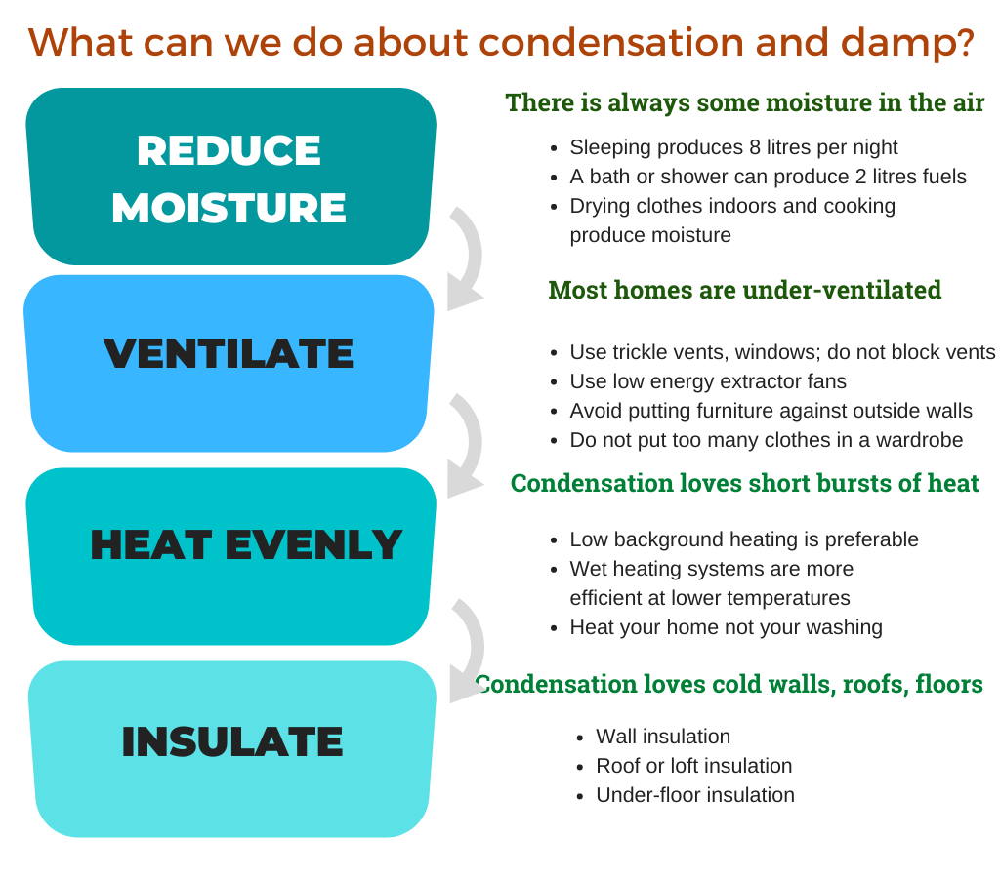 What can we do about condensation and damp?
REDUCE
MOISTURE
There is always some moisture in the air
• Sleeping produces 8 litres per night
• A bath or shower can produce 2 litres fuels
• Drying clothes indoors and cooking
produce moisture
VENTILATE
Most homes are under-ventilated
• Use trickle vents, windows; do not block vents
• Use low energy extractor fans
• Avoid putting furniture against outside walls
• Do not put too many clothes in a wardrobe
HEAT EVENLY
Condensation loves short bursts of heat
• Low background heating is preferable
• Wet heating systems are more
efficient at lower temperatures
• Heat your home not your washing
INSULATE
Condensation loves cold walls, roofs, floors
• Wall insulation
• Roof or loft insulation
• Under-floor insulation